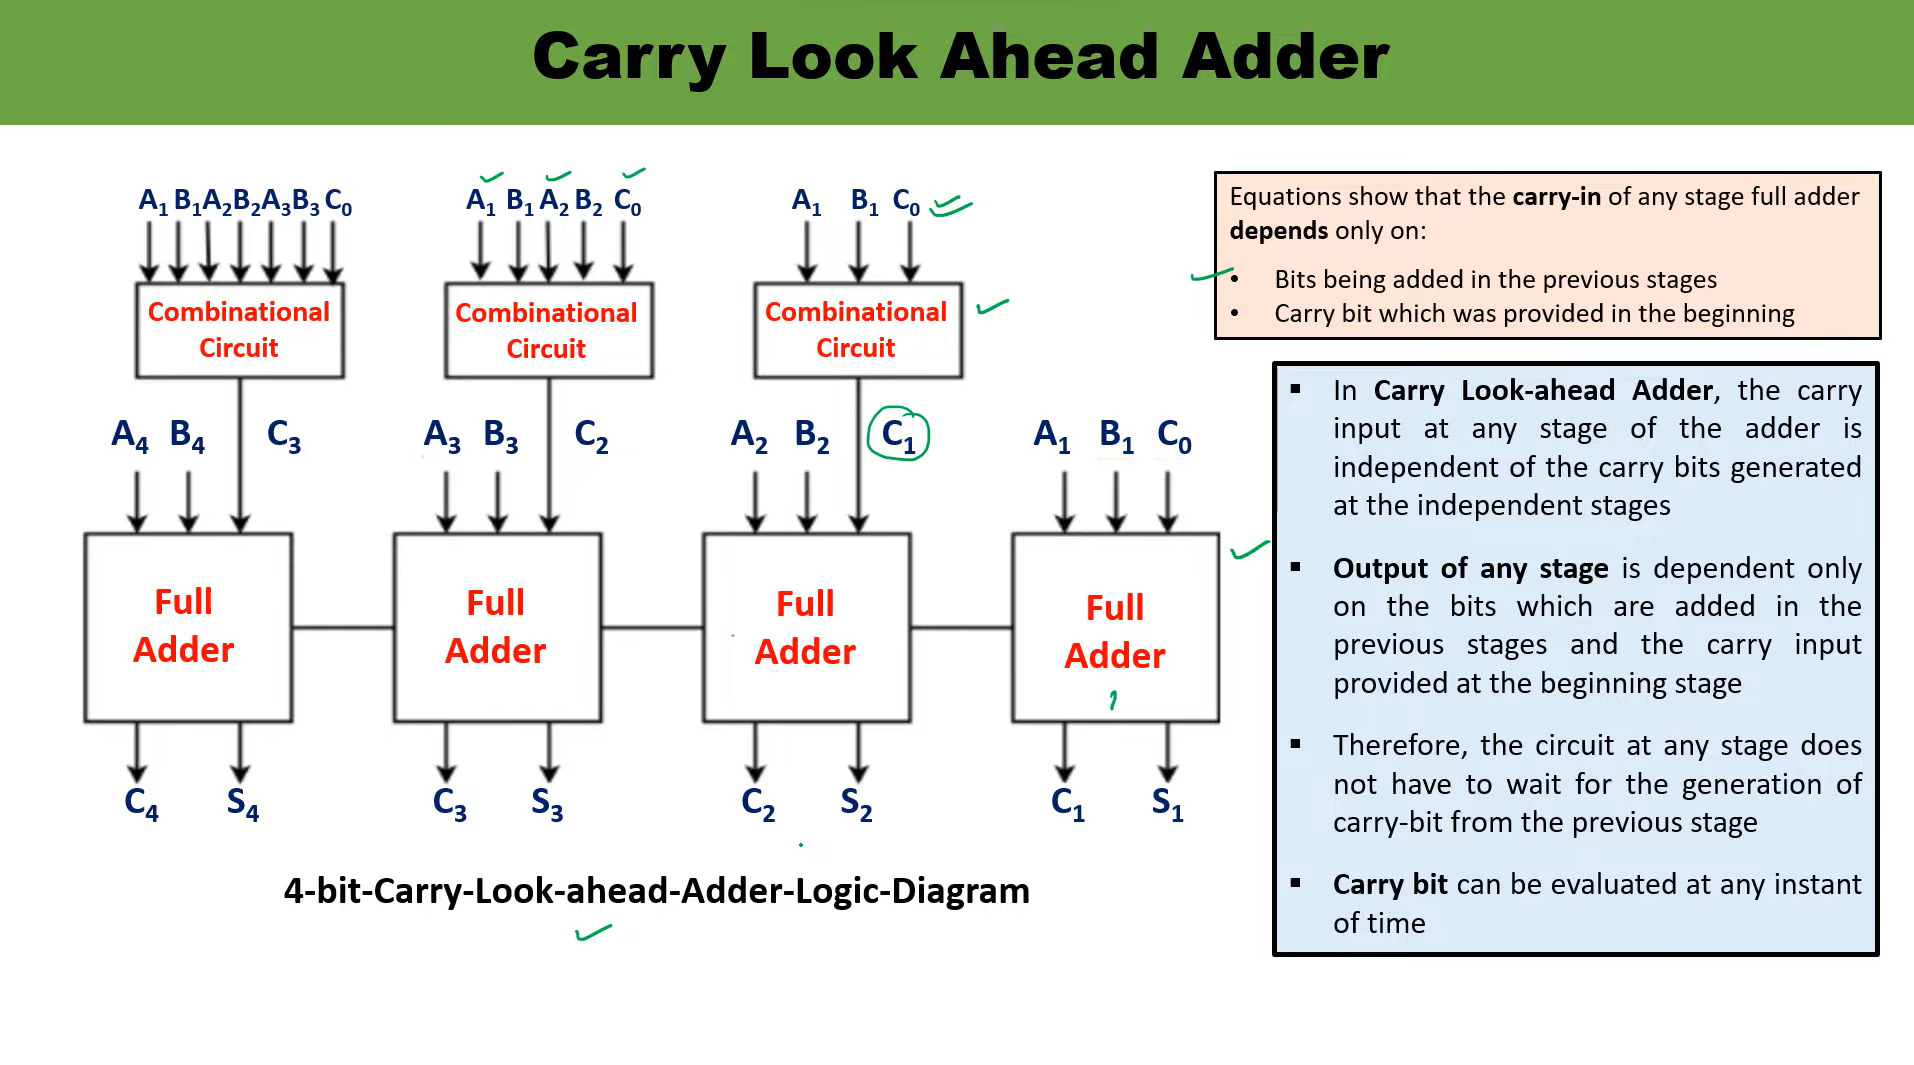 Carry Look Ahead Adder
A₁ B₁A₂B₂A₃B₃ C₀
A₁ B₁ A₂ B₂ C₀
A₁ B₁ C₀
Combinational
Circuit
Combinational
Circuit
Combinational
Circuit
A₄ B₄ C₃
A₃ B₃ C₂
A₂ B₂ C₁
A₁ B₁ C₀
Full
Adder
Full
Adder
Full
Adder
Full
Adder
C₄ S₄
C₃ S₃
C₂ S₂
C₁ S₁
4-bit-Carry-Look-ahead-Adder-Logic-Diagram
Equations show that the carry-in of any stage full adder
depends only on:
• Bits being added in the previous stages
• Carry bit which was provided in the beginning
▪ In Carry Look-ahead Adder, the carry
input at any stage of the adder is
independent of the carry bits generated
at the independent stages
▪ Output of any stage is dependent only
on the bits which are added in the
previous stages and the carry input
provided at the beginning stage
▪ Therefore, the circuit at any stage does
not have to wait for the generation of
carry-bit from the previous stage
▪ Carry bit can be evaluated at any instant
of time